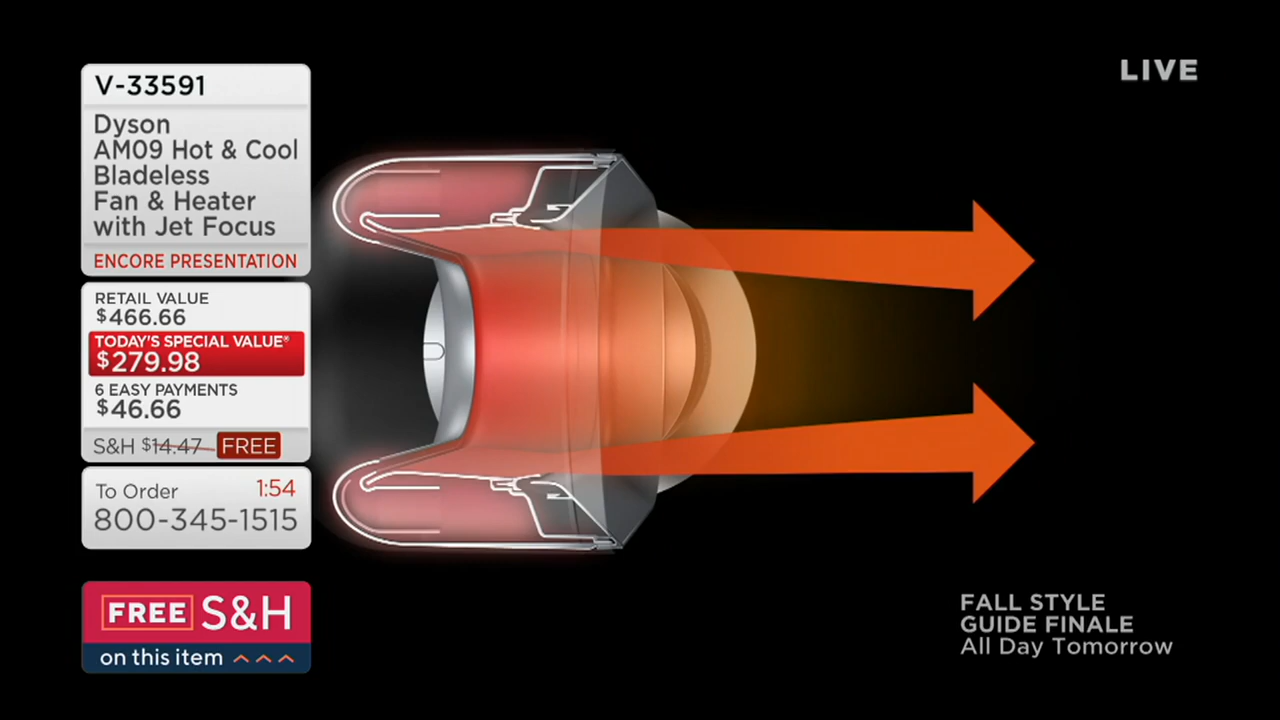 V-33591
Dyson
AM09 Hot & Cool
Bladeless
Fan & Heater
with Jet Focus
ENCORE PRESENTATION
RETAIL VALUE
$466.66
TODAY'S SPECIAL VALUE®
$279.98
6 EASY PAYMENTS
$46.66
S&H $14.47 FREE
To Order 1:54
800-345-1515
FREE S&H
on this item
LIVE
FALL STYLE
GUIDE FINALE
All Day Tomorrow